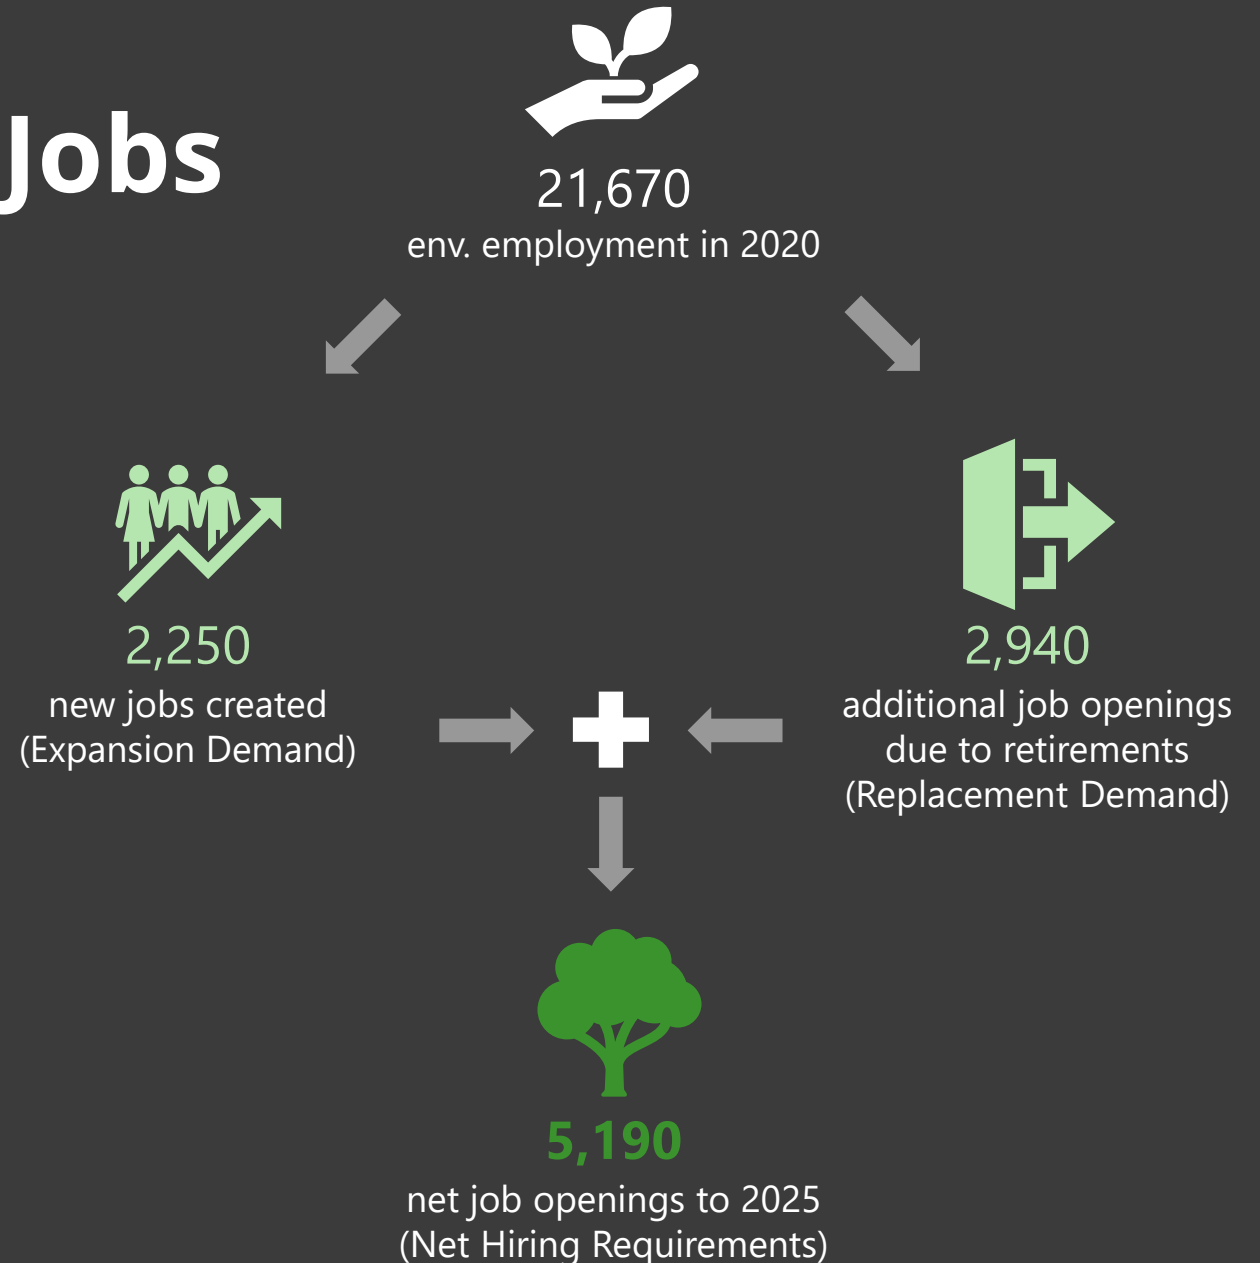 Jobs
21,670
env. employment in 2020
2,250
new jobs created
(Expansion Demand)
2,940
additional job openings
due to retirements
(Replacement Demand)
5,190
net job openings to 2025
(Net Hiring Requirements)